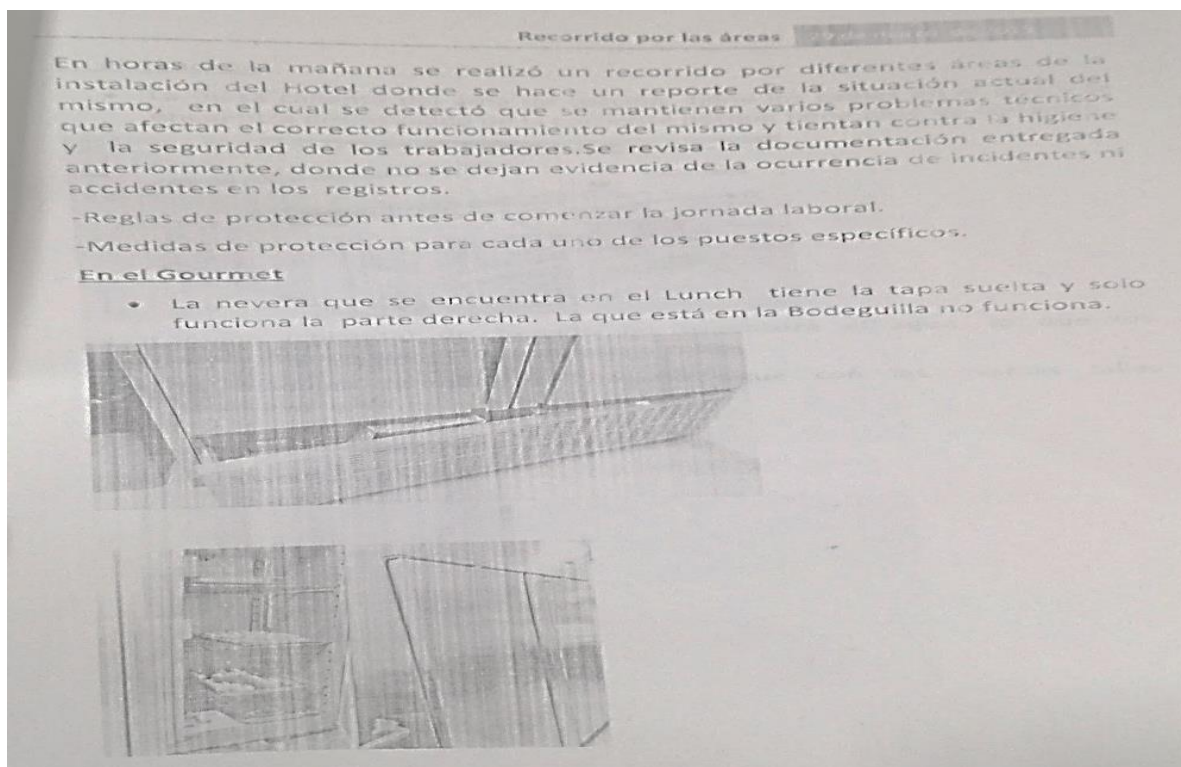 Recorrido por las áreas
En horas de la mañana se realizó un recorrido por diferentes áreas de la
instalación del Hotel donde se hace un reporte de la situación actual del
mismo, en el cual se detectó que se mantienen varios problemas técnicos
que afectan el correcto funcionamiento del mismo y tientan contra la higiene
y la seguridad de los trabajadores.Se revisa la documentación entregada
anteriormente, donde no se dejan evidencia de la ocurrencia de incidentes ni
accidentes en los registros.
-Reglas de protección antes de comenzar la jornada laboral.
-Medidas de protección para cada uno de los puestos específicos.
En el Gourmet
• La nevera que se encuentra en el Lunch tiene la tapa suelta y solo
funciona la parte derecha. La que está en la Bodeguilla no funciona.